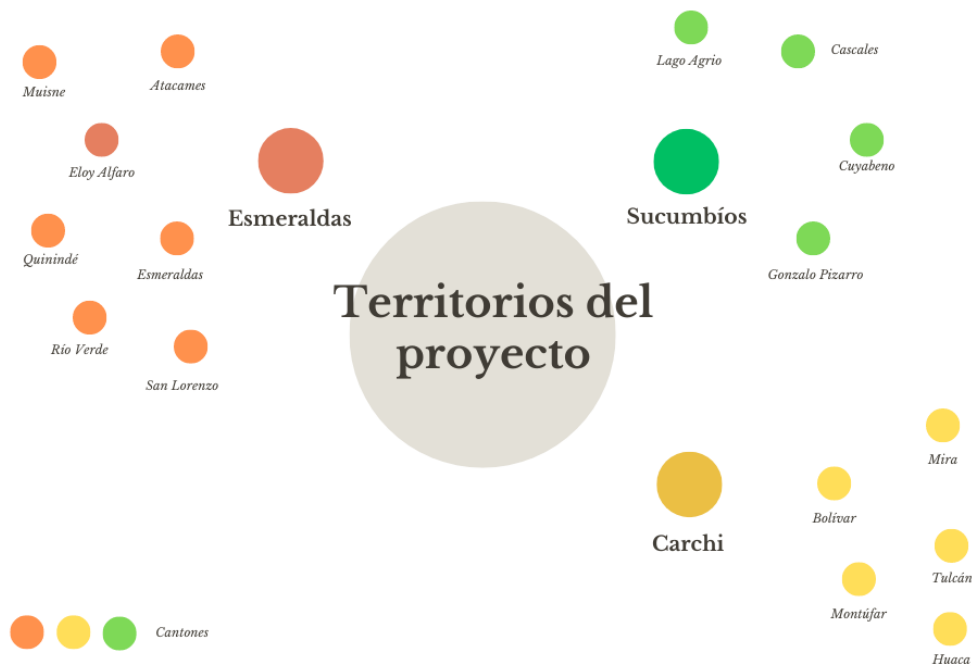 Muisne
Atacames
Eloy Alfaro
Esmeraldas
Quinindé
Esmeraldas
Río Verde
San Lorenzo
Territorios del
proyecto
Lago Agrio
Cascales
Cuyabeno
Sucumbíos
Gonzalo Pizarro
Carchi
Mira
Bolívar
Tulcán
Montúfar
Huaca
Cantones